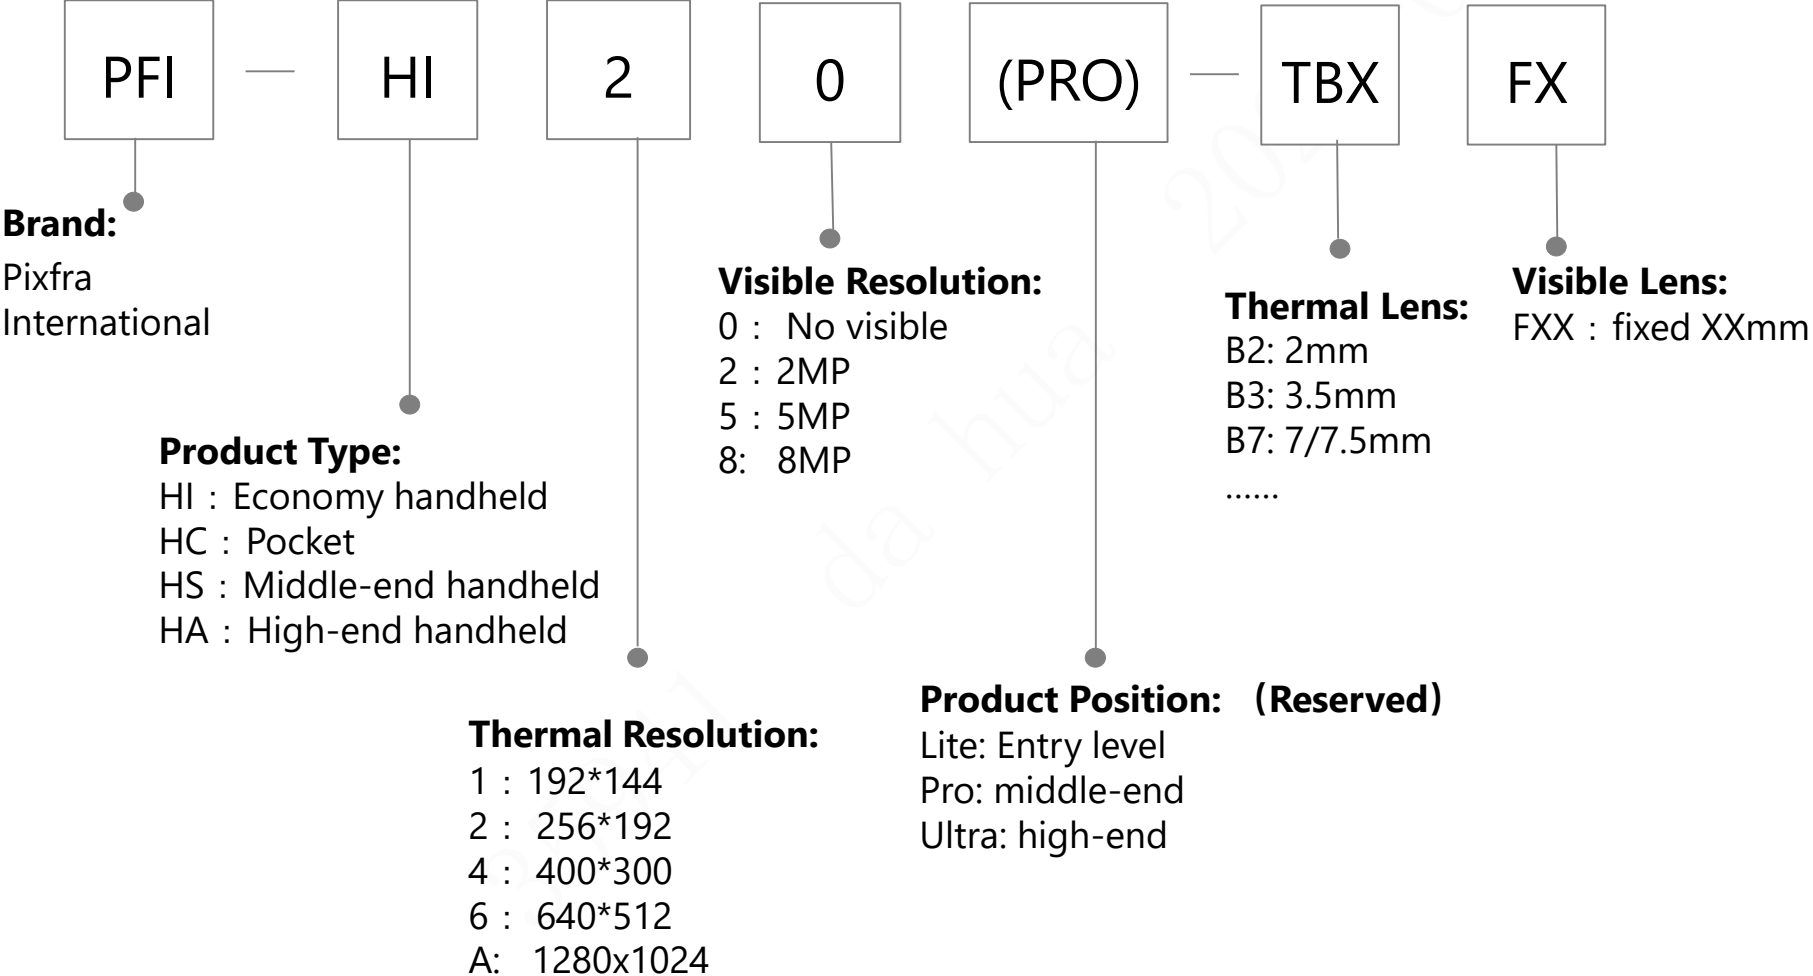 PFI — HI 2 0 (PRO) — TBX FX
Brand:
Pixfra
International
Product Type:
HI：Economy handheld
HC：Pocket
HS：Middle-end handheld
HA：High-end handheld
Thermal Resolution:
1：192*144
2： 256*192
4： 400*300
6： 640*512
A: 1280x1024
Visible Resolution:
0： No visible
2：2MP
5：5MP
8: 8MP
Product Position:（Reserved）
Lite: Entry level
Pro: middle-end
Ultra: high-end
Thermal Lens:
B2: 2mm
B3: 3.5mm
B7: 7/7.5mm
......
Visible Lens:
FXX：fixed XXmm
da hua